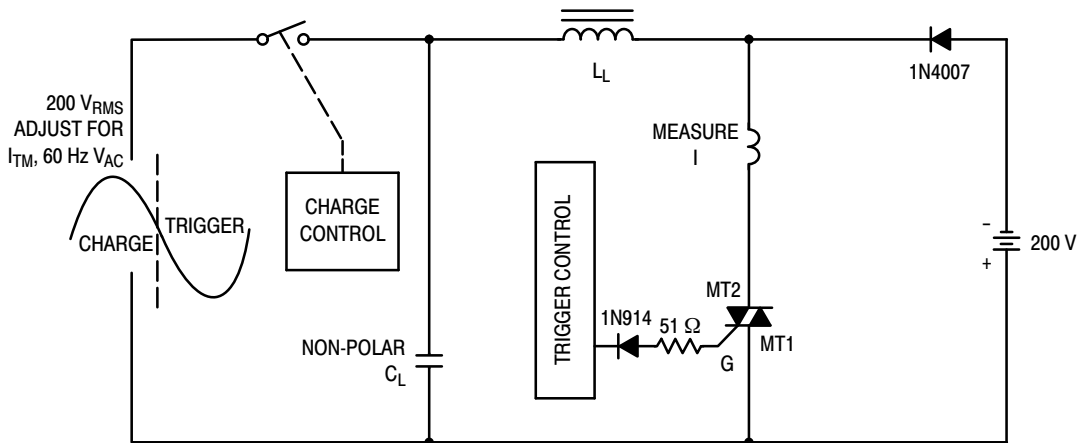 200 V_RMS
ADJUST FOR
I_TM, 60 Hz V_AC
TRIGGER
CHARGE
CHARGE
CONTROL
NON-POLAR
C_L
L_L
TRIGGER CONTROL
MEASURE
I
1N914
51 Ω
G
MT2
MT1
1N4007
-
+
200 V